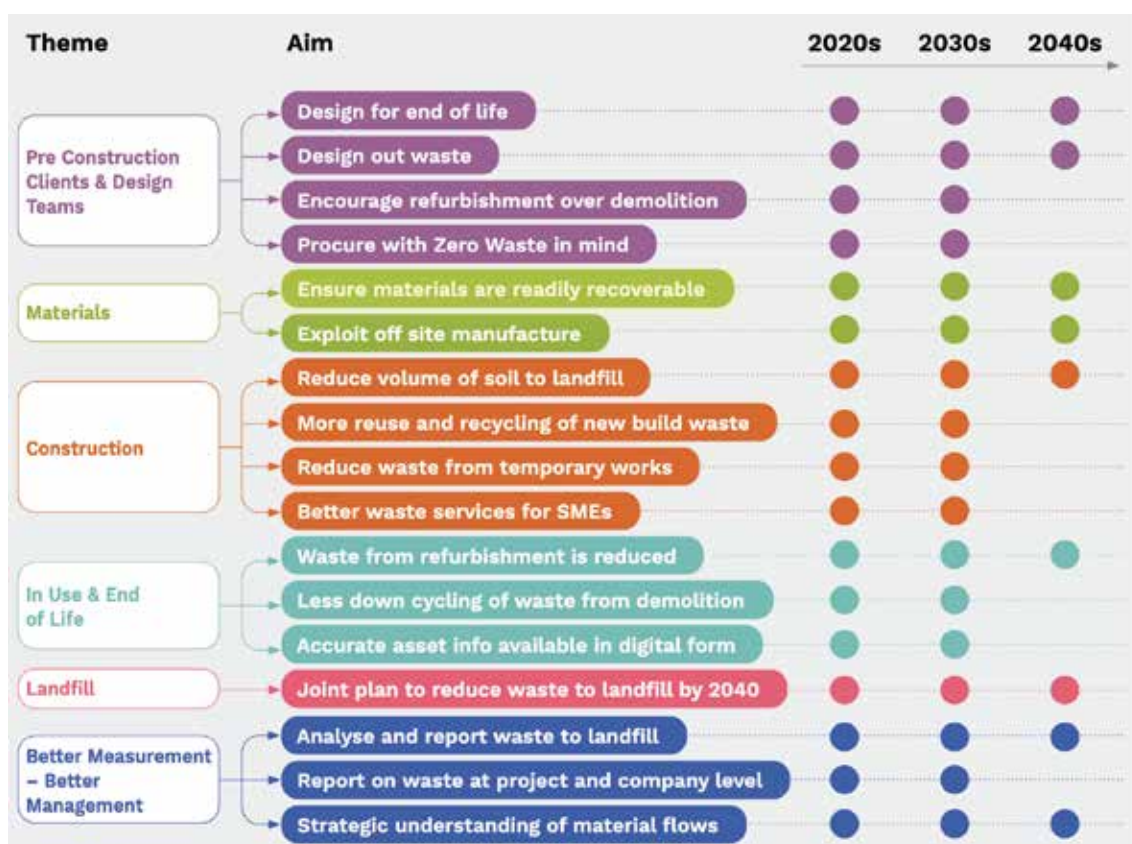 Theme Aim 2020s 2030s 2040s
Pre Construction
Clients & Design
Teams
Design for end of life
Design out waste
Encourage refurbishment over demolition
Procure with Zero Waste in mind
Materials
Ensure materials are readily recoverable
Exploit off site manufacture
Construction
Reduce volume of soil to landfill
More reuse and recycling of new build waste
Reduce waste from temporary works
Better waste services for SMEs
In Use & End
of Life
Waste from refurbishment is reduced
Less down cycling of waste from demolition
Accurate asset info available in digital form
Landfill
Joint plan to reduce waste to landfill by 2040
Better Measurement
– Better
Management
Analyse and report waste to landfill
Report on waste at project and company level
Strategic understanding of material flows